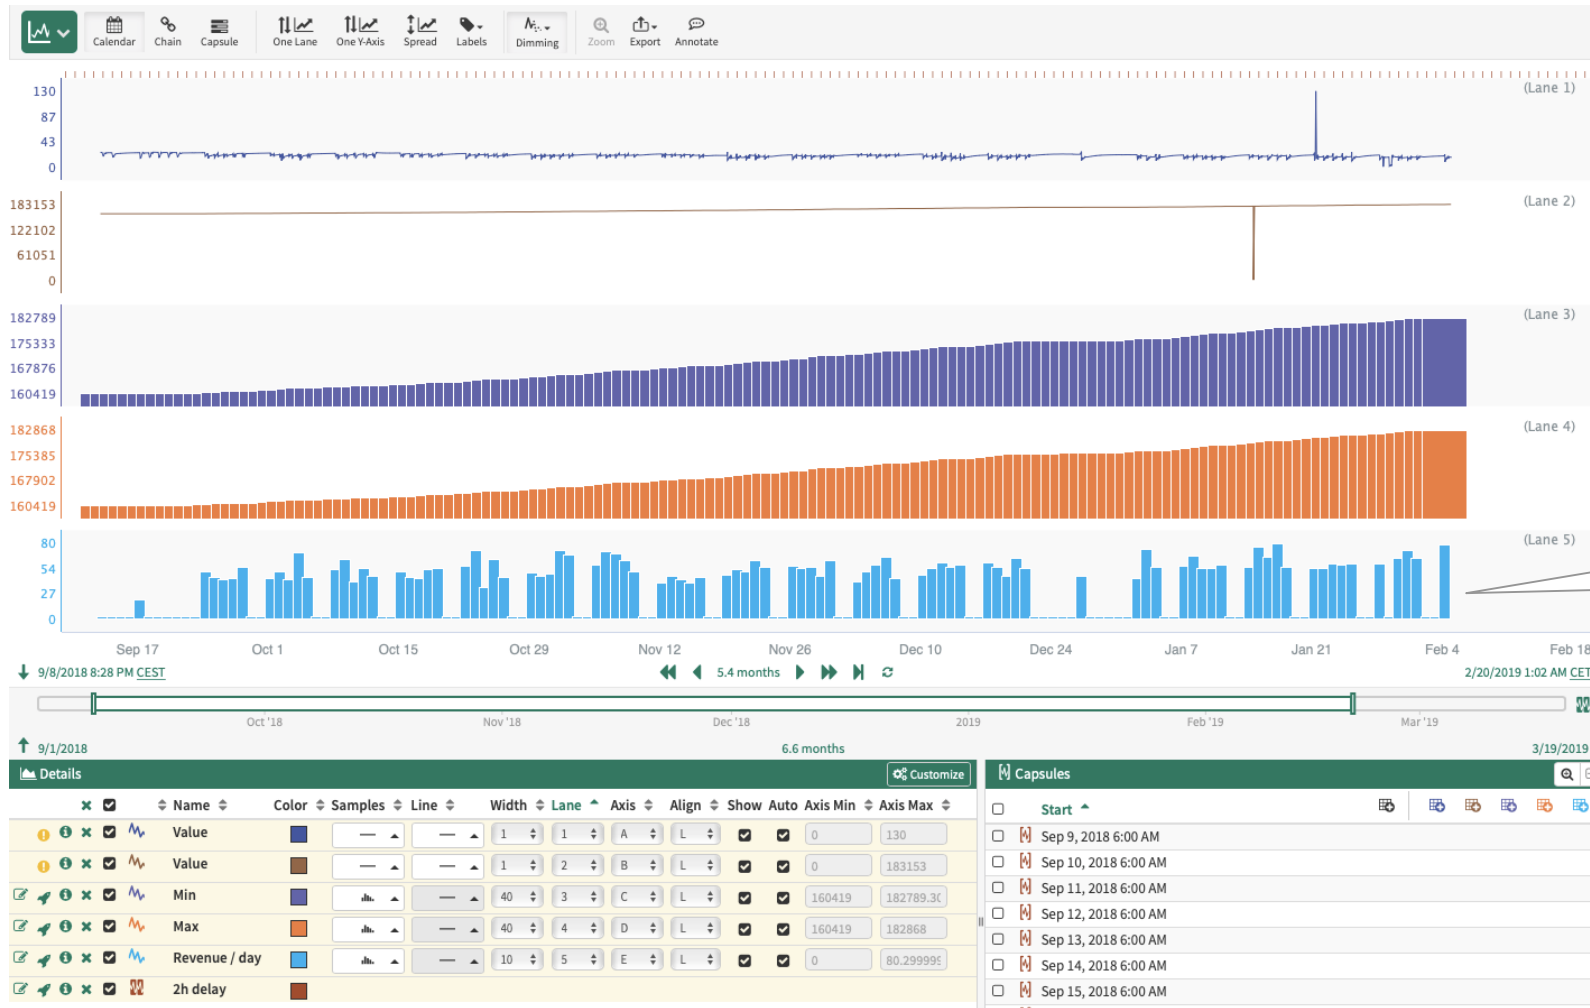 Calendar Chain Capsule One Lane One Y-Axis Spread Labels Dimming Zoom Export Annotate
(Lane 1)
130
87
43
0
(Lane 2)
183153
122102
61051
0
(Lane 3)
182789
175333
167876
160419
(Lane 4)
182868
175385
167902
160419
(Lane 5)
80
54
27
0
Sep 17 Oct 1 Oct 15 Oct 29 Nov 12 Nov 26 Dec 10 Dec 24 Jan 7 Jan 21 Feb 4 Feb 18
9/8/2018 8:28 PM CEST 5.4 months 2/20/2019 1:02 AM CET
Oct '18 Nov '18 Dec '18 2019 Feb '19 Mar '19
9/1/2018 6.6 months 3/19/2019
Details Customize
Name Color Samples Line Width Lane Axis Align Show Auto Axis Min Axis Max
Value 1 1 A L 0 130
Value 1 2 B L 0 183153
Min 40 3 C L 160419 182789.30
Max 40 4 D L 160419 182868
Revenue / day 10 5 E L 0 80.299999
2h delay
Capsules
Start
Sep 9, 2018 6:00 AM
Sep 10, 2018 6:00 AM
Sep 11, 2018 6:00 AM
Sep 12, 2018 6:00 AM
Sep 13, 2018 6:00 AM
Sep 14, 2018 6:00 AM
Sep 15, 2018 6:00 AM